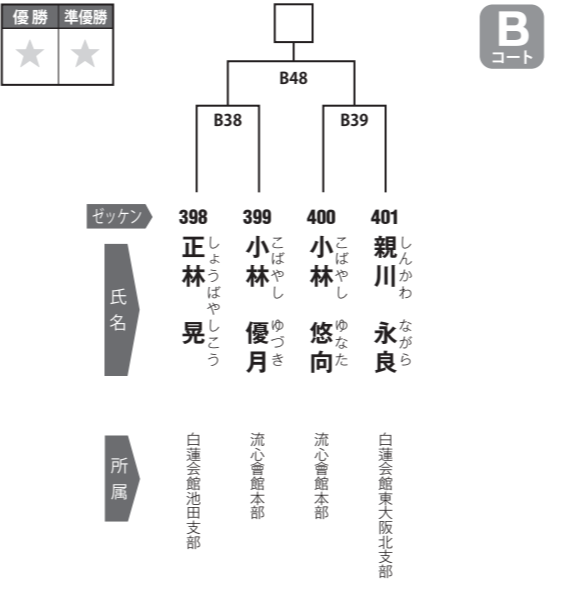 優勝 準優勝
B
コート
B48
B38 B39
ゼッケン 398 399 400 401
氏名
正林 晃
しょうばやし こう
小林 優月
こばやし ゆづき
小林 悠向
こばやし ゆなた
親川 永良
しんかわ ながら
所属
白蓮会館池田支部
流心會館本部
流心會館本部
白蓮会館東大阪北支部